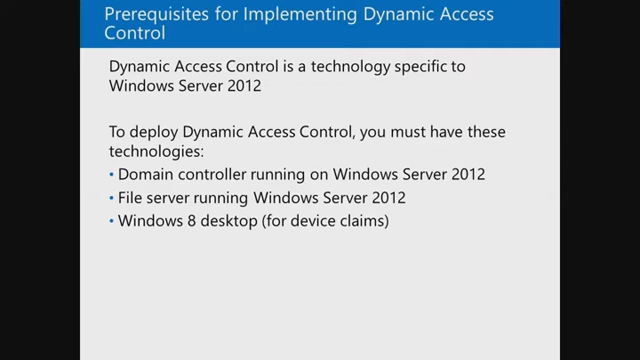 Prerequisites for Implementing Dynamic Access
Control
Dynamic Access Control is a technology specific to
Windows Server 2012
To deploy Dynamic Access Control, you must have these
technologies:
• Domain controller running on Windows Server 2012
• File server running Windows Server 2012
• Windows 8 desktop (for device claims)